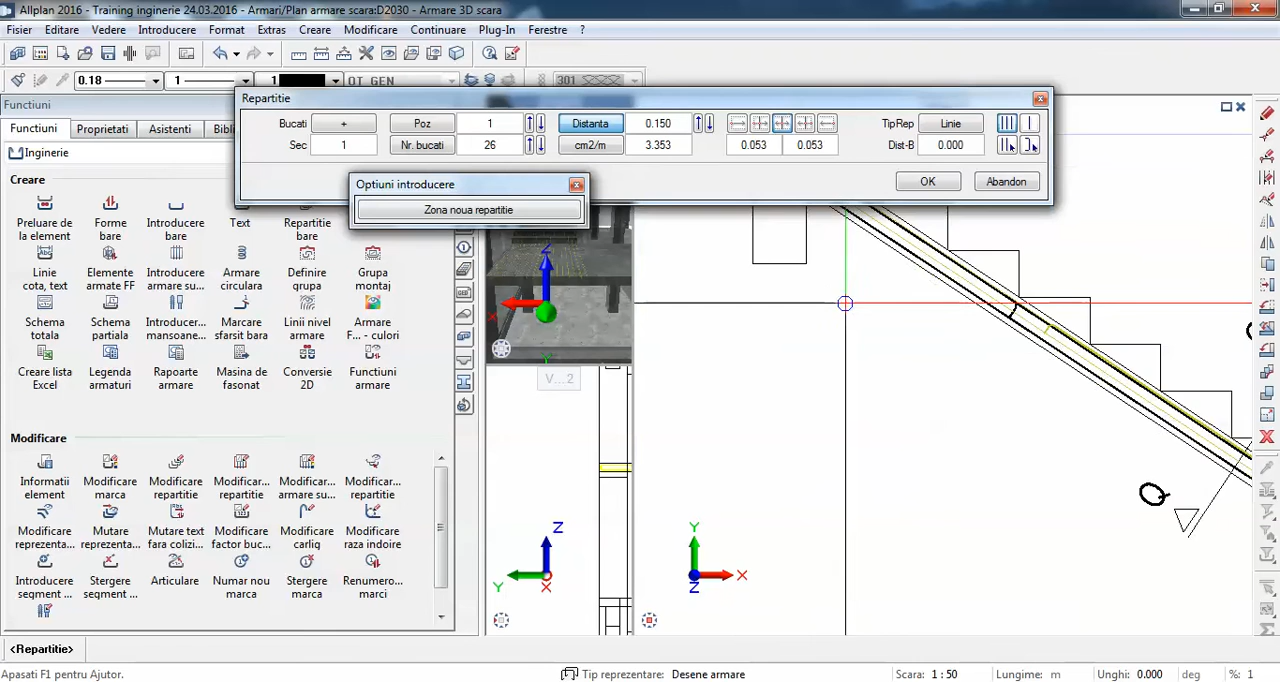 Allplan 2016 - Training inginerie 24.03.2016 - Armari/Plan armare scara:D2030 - Armare 3D scara
Fisier Editare Vedere Introducere Format Extras Creare Modificare Continuare Plug-In Ferestre ?
0.18 1 1 OT_GEN 301
Functiuni
Functiuni Proprietati Asistenti Bibli
Inginerie
Creare
Preluare de la element
Forme bare
Introducere bare
Text
Repartitie bare
Linie cota, text
Elemente armate FF
Introducere armare su...
Armare circulara
Definire grupa
Grupa montaj
Schema totala
Schema partiala
Introducer... mansoane...
Marcare sfarsit bara
Linii nivel armare
Armare F... - culori
Creare lista Excel
Legenda armaturi
Rapoarte armare
Masina de fasonat
Conversie 2D
Functiuni armare
Modificare
Informatii element
Modificare marca
Modificare repartitie
Modificar... repartitie
Modificar... armare su...
Modificar... repartitie
Modificare reprezenta...
Mutare reprezenta...
Mutare text fara colizi...
Modificare factor buc...
Modificare carlig
Modificare raza indoire
Introducere segment ...
Stergere segment ...
Articulare
Numar nou marca
Stergere marca
Renumero... marci
Repartitie
Bucati + Poz 1 Distanta 0.150 TipRep Linie
Sec 1 Nr. bucati 26 cm2/m 3.353 0.053 0.053 Dist-B 0.000
OK Abandon
Optiuni introducere
Zona noua repartitie
Z
X
Y
V...2
Z
Y
X
Y
X
Z
<Repartitie>
Apasati F1 pentru Ajutor.
Tip reprezentare: Desene armare
Scara: 1 : 50
Lungime: m
Unghi: 0.000 deg
%: 1